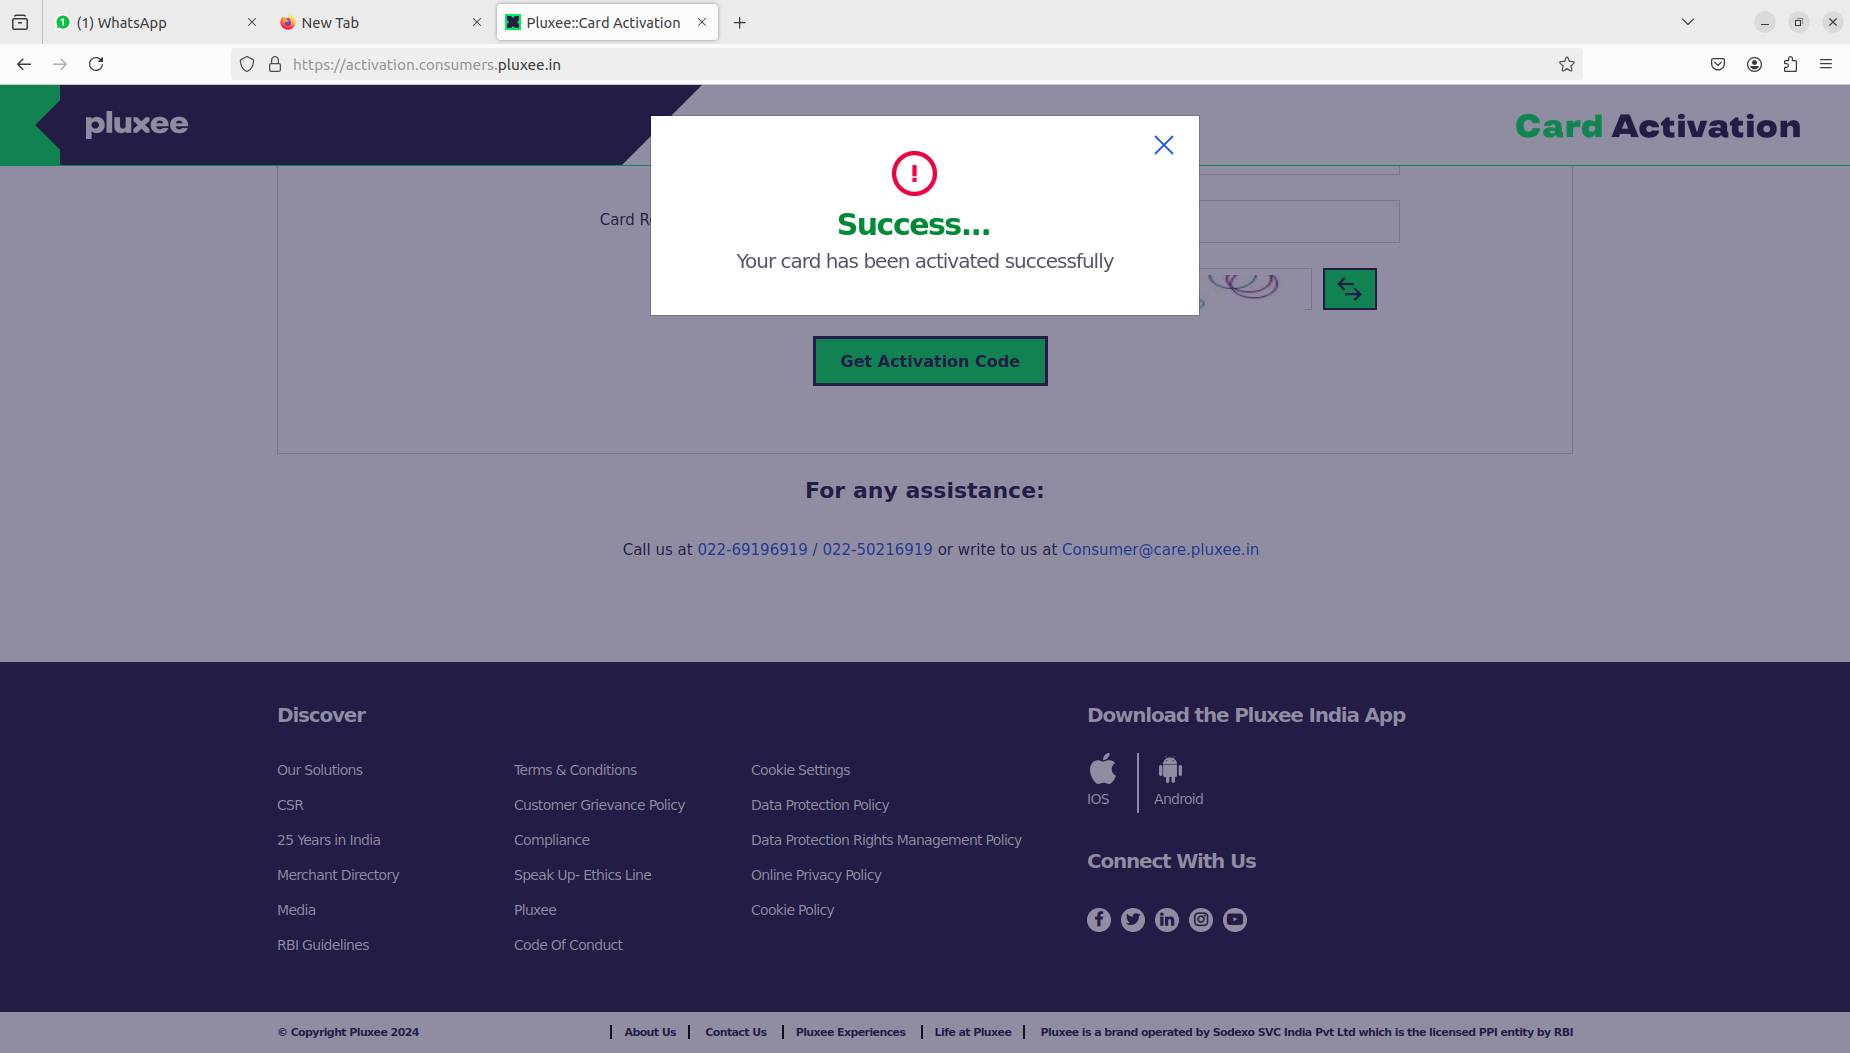 (1) WhatsApp
New Tab
Pluxee::Card Activation
https://activation.consumers.pluxee.in
pluxee
Card Activation
Success...
Your card has been activated successfully
Card R
Get Activation Code
For any assistance:
Call us at 022-69196919 / 022-50216919 or write to us at Consumer@care.pluxee.in
Discover
Our Solutions
CSR
25 Years in India
Merchant Directory
Media
RBI Guidelines
Terms & Conditions
Customer Grievance Policy
Compliance
Speak Up- Ethics Line
Pluxee
Code Of Conduct
Cookie Settings
Data Protection Policy
Data Protection Rights Management Policy
Online Privacy Policy
Cookie Policy
Download the Pluxee India App
IOS
Android
Connect With Us
© Copyright Pluxee 2024
About Us
Contact Us
Pluxee Experiences
Life at Pluxee
Pluxee is a brand operated by Sodexo SVC India Pvt Ltd which is the licensed PPI entity by RBI